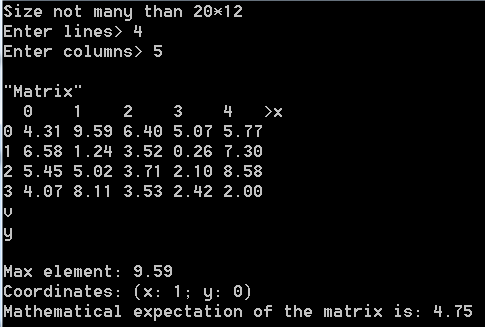 Size not many than 20*12
Enter lines> 4
Enter columns> 5
"Matrix"
0 1 2 3 4 >x
0 4.31 9.59 6.40 5.07 5.77
1 6.58 1.24 3.52 0.26 7.30
2 5.45 5.02 3.71 2.10 8.58
3 4.07 8.11 3.53 2.42 2.00
v
y
Max element: 9.59
Coordinates: (x: 1; y: 0)
Mathematical expectation of the matrix is: 4.75